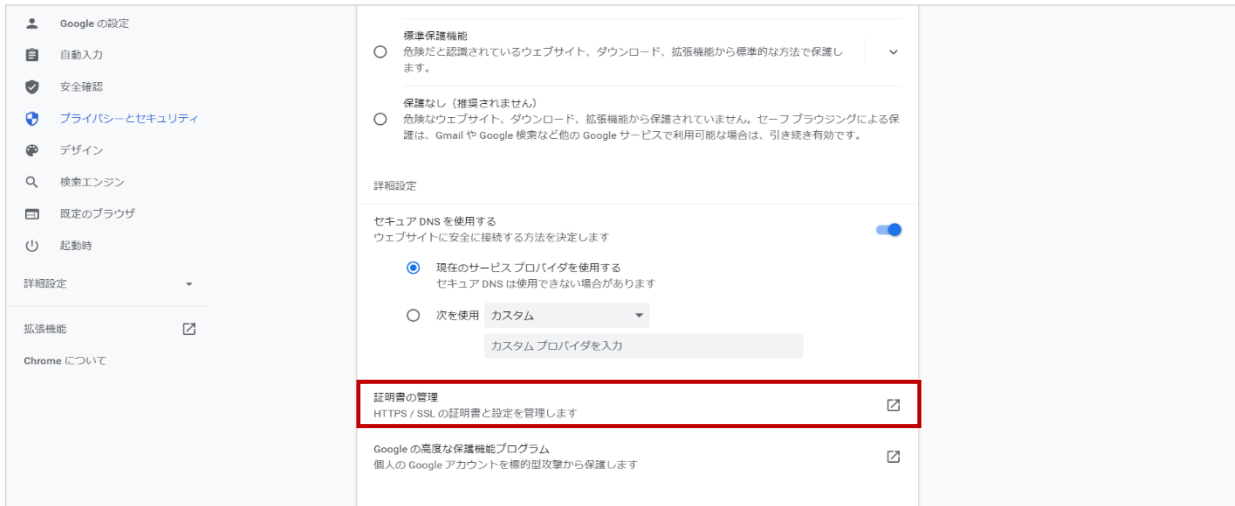 Google の設定
自動入力
安全確認
プライバシーとセキュリティ
デザイン
検索エンジン
既定のブラウザ
起動時
詳細設定
拡張機能
Chrome について
標準保護機能
危険だと認識されているウェブサイト、ダウンロード、拡張機能から標準的な方法で保護し
ます。
保護なし（推奨されません）
危険なウェブサイト、ダウンロード、拡張機能から保護されていません。セーフ ブラウジングによる保
護は、Gmail や Google 検索など他の Google サービスで利用可能な場合は、引き続き有効です。
詳細設定
セキュア DNS を使用する
ウェブサイトに安全に接続する方法を決定します
現在のサービス プロバイダを使用する
セキュア DNS は使用できない場合があります
次を使用 カスタム
カスタム プロバイダを入力
証明書の管理
HTTPS / SSL の証明書と設定を管理します
Google の高度な保護機能プログラム
個人の Google アカウントを標的型攻撃から保護します